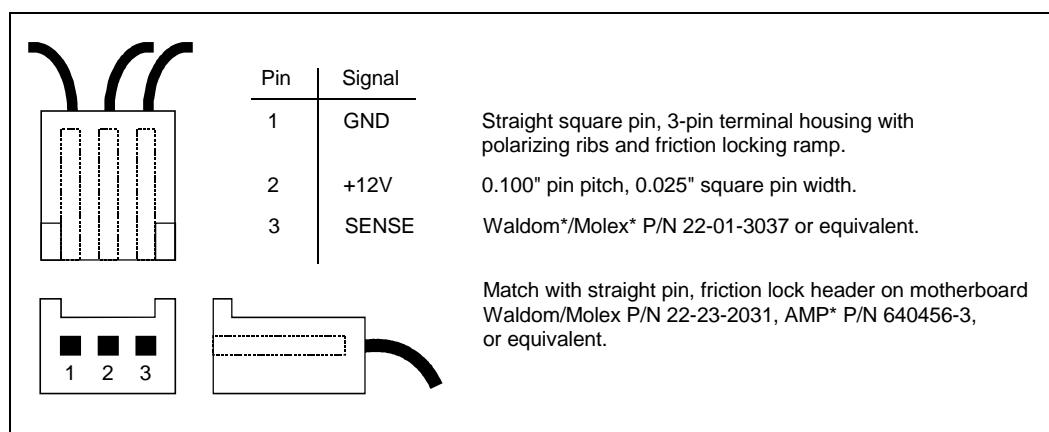 Pin Signal
1 GND
Straight square pin, 3-pin terminal housing with
polarizing ribs and friction locking ramp.
2 +12V
0.100" pin pitch, 0.025" square pin width.
3 SENSE
Waldom*/Molex* P/N 22-01-3037 or equivalent.
Match with straight pin, friction lock header on motherboard
Waldom/Molex P/N 22-23-2031, AMP* P/N 640456-3,
or equivalent.
1 2 3